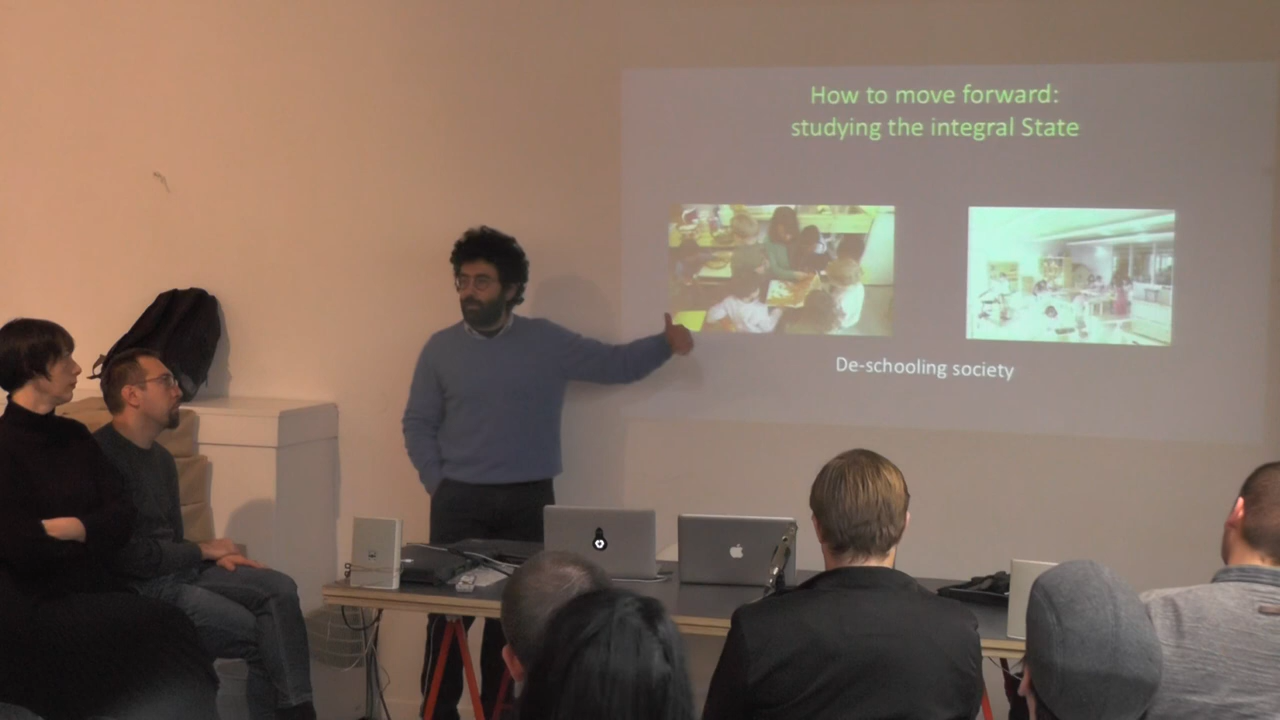 How to move forward:
studying the integral State
De-schooling society